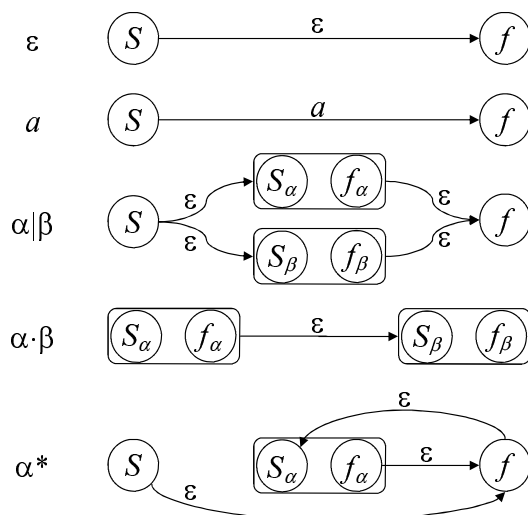 ε S ε f
a S a f
α|β S ε ε Sα fα Sβ fβ ε ε f
α·β Sα fα ε Sβ fβ
α* S ε Sα fα ε ε f